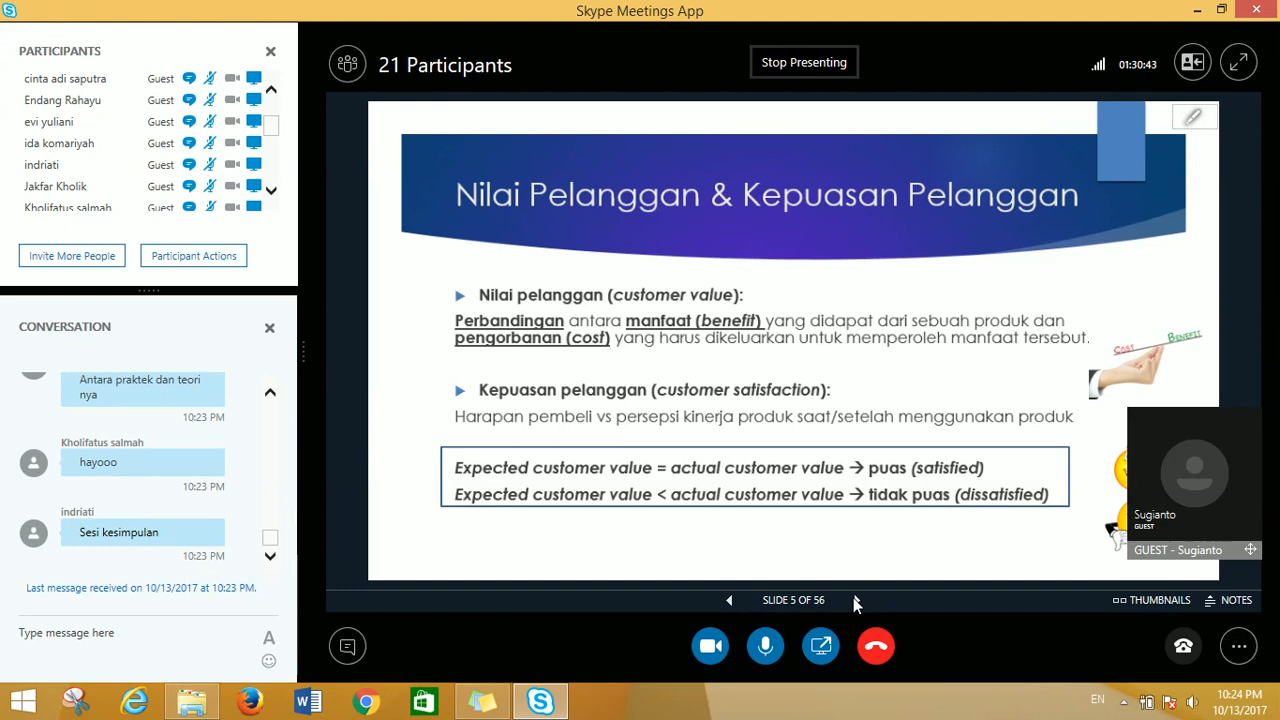 Skype Meetings App
PARTICIPANTS
cinta adi saputra Guest
Endang Rahayu Guest
evi yuliani Guest
ida komariyah Guest
indriati Guest
Jakfar Kholik Guest
Kholifatus salmah Guest
Invite More People
Participant Actions
CONVERSATION
Antara praktek dan teori
nya
10:23 PM
Kholifatus salmah
hayooo
10:23 PM
indriati
Sesi kesimpulan
10:23 PM
Last message received on 10/13/2017 at 10:23 PM.
Type message here
A
21 Participants
Stop Presenting
01:30:43
Nilai Pelanggan & Kepuasan Pelanggan
Nilai pelanggan (customer value):
Perbandingan antara manfaat (benefit) yang didapat dari sebuah produk dan
pengorbanan (cost) yang harus dikeluarkan untuk memperoleh manfaat tersebut.
COST BENEFIT
Kepuasan pelanggan (customer satisfaction):
Harapan pembeli vs persepsi kinerja produk saat/setelah menggunakan produk
Expected customer value = actual customer value → puas (satisfied)
Expected customer value < actual customer value → tidak puas (dissatisfied)
Sugianto
GUEST
GUEST - Sugianto
SLIDE 5 OF 56
THUMBNAILS
NOTES
EN
10:24 PM
10/13/2017